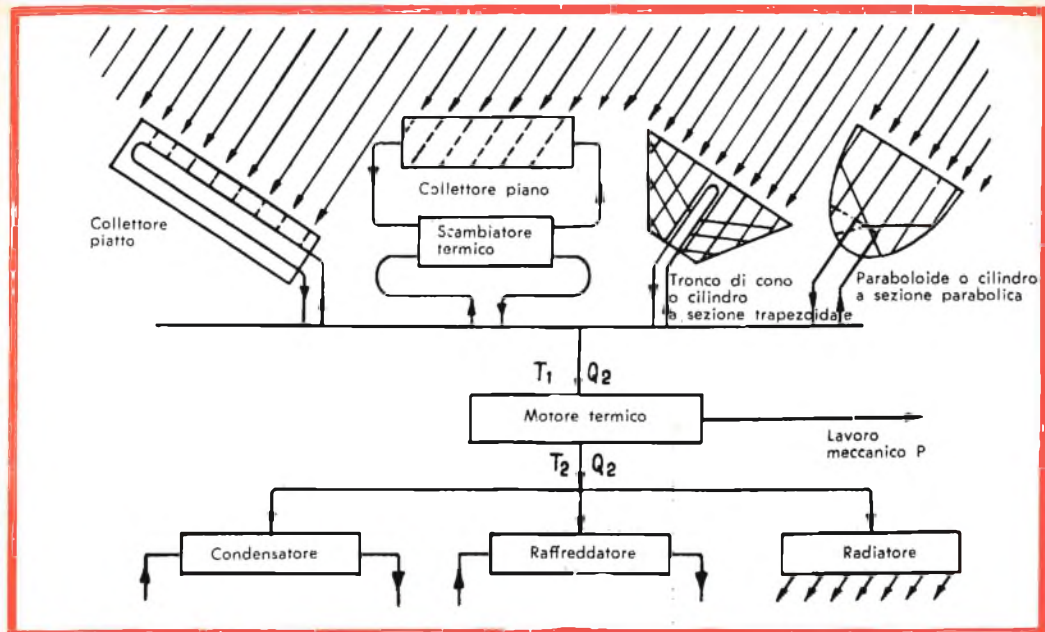 Collettore piano
Collettore
piatto
Scambiatore
termico
Tronco di cono
o cilindro
a sezione trapezoidale
Paraboloide o cilindro
a sezione parabolica
T1 Q2
Motore termico
Lavoro
meccanico P
T2 Q2
Condensatore
Raffreddatore
Radiatore